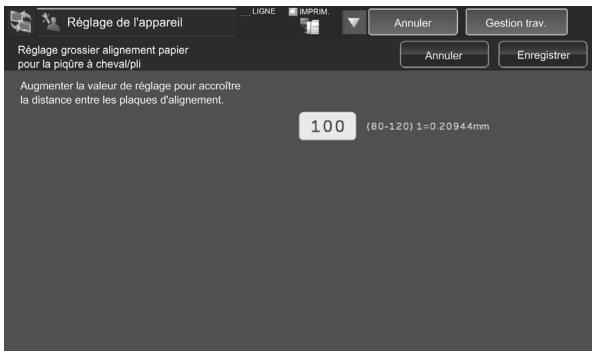 LIGNE IMPRIM.
Réglage de l'appareil Annuler Gestion trav.
Réglage grossier alignement papier
pour la piqûre à cheval/pli
Annuler Enregistrer
Augmenter la valeur de réglage pour accroître
la distance entre les plaques d'alignement.
100 (80-120) 1=0.20944mm